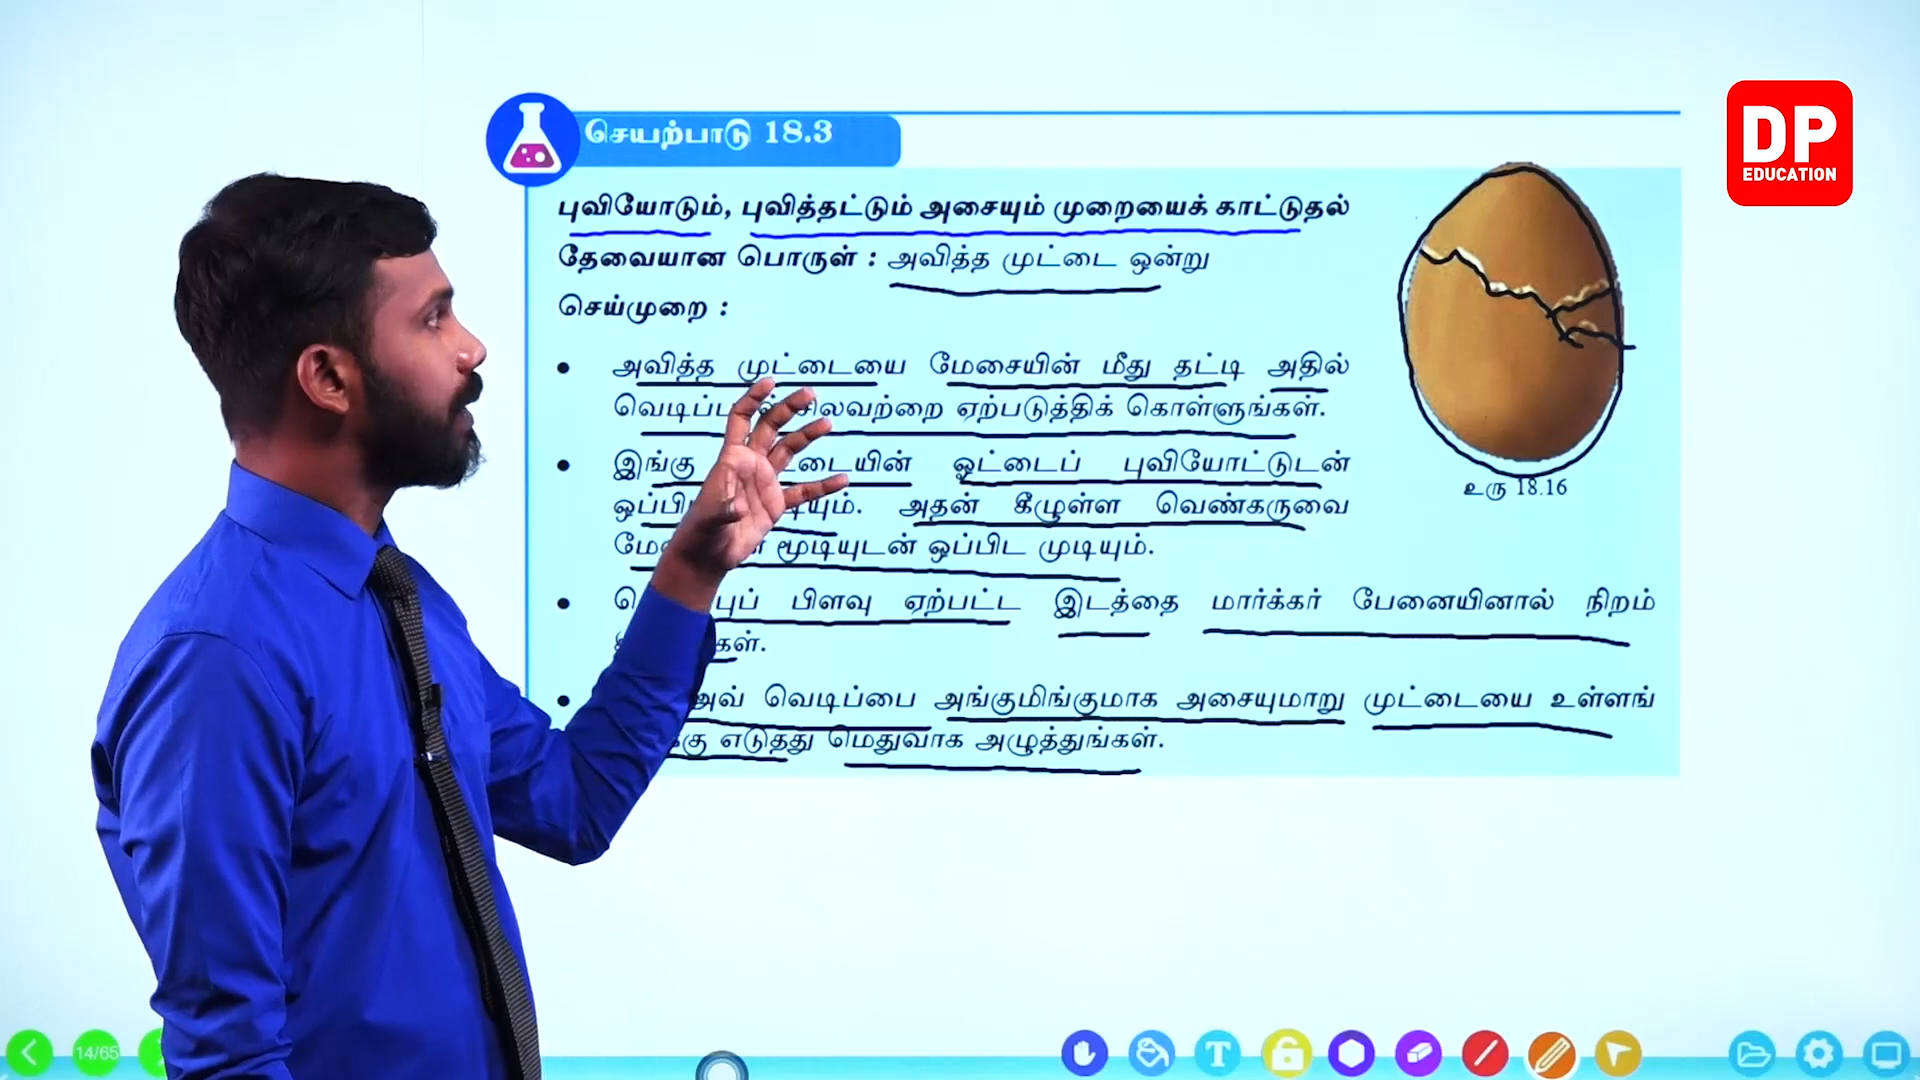 செயற்பாடு 18.3
DP
EDUCATION
புவியோடும், புவித்தட்டும் அசையும் முறையைக் காட்டுதல்
தேவையான பொருள் : அவித்த முட்டை ஒன்று
செய்முறை :
அவித்த முட்டையை மேசையின் மீது தட்டி அதில்
சிலவற்றை ஏற்படுத்திக் கொள்ளுங்கள்.
இங்கு ஓட்டைப் புவியோட்டுடன்
அதன் கீழுள்ள வெண்கருவை
மூடியுடன் ஒப்பிட முடியும்.
பிளவு ஏற்பட்ட இடத்தை மார்க்கர் பேனையினால் நிறம்
அவ் வெடிப்பை அங்குமிங்குமாக அசையுமாறு முட்டையை உள்ளங்
எடுதது மெதுவாக அழுத்துங்கள்.
உரு 18.16
14/65